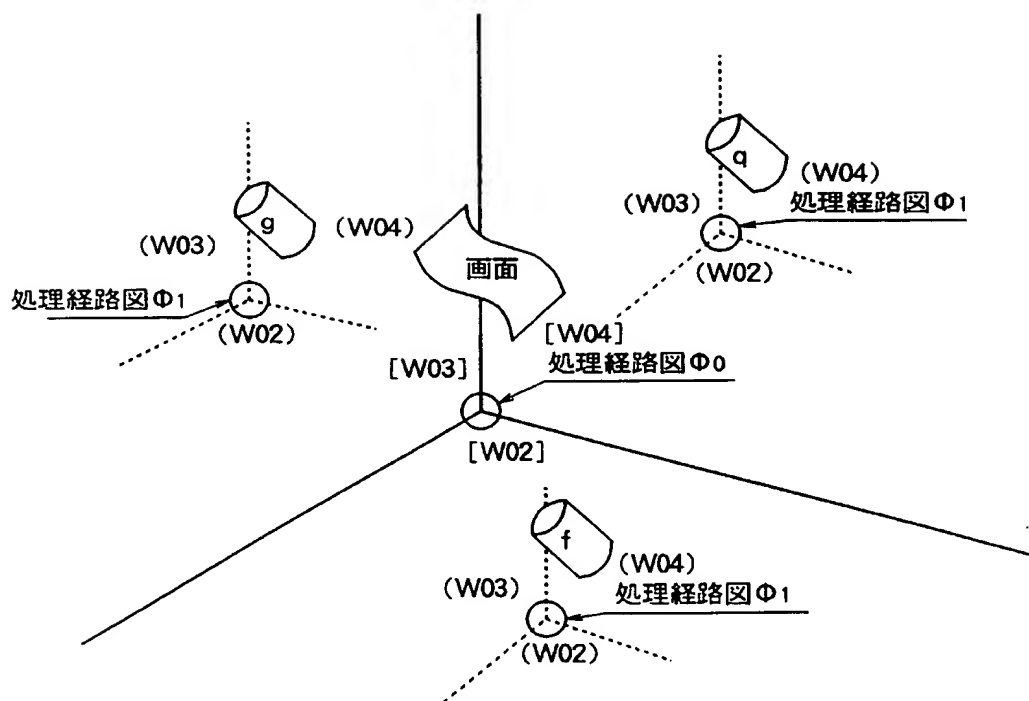 q
(W04)
処理経路図Φ1
(W03)
(W02)
g
(W04)
(W03)
処理経路図Φ1
(W02)
画面
[W04]
処理経路図Φ0
[W03]
[W02]
f
(W04)
処理経路図Φ1
(W03)
(W02)